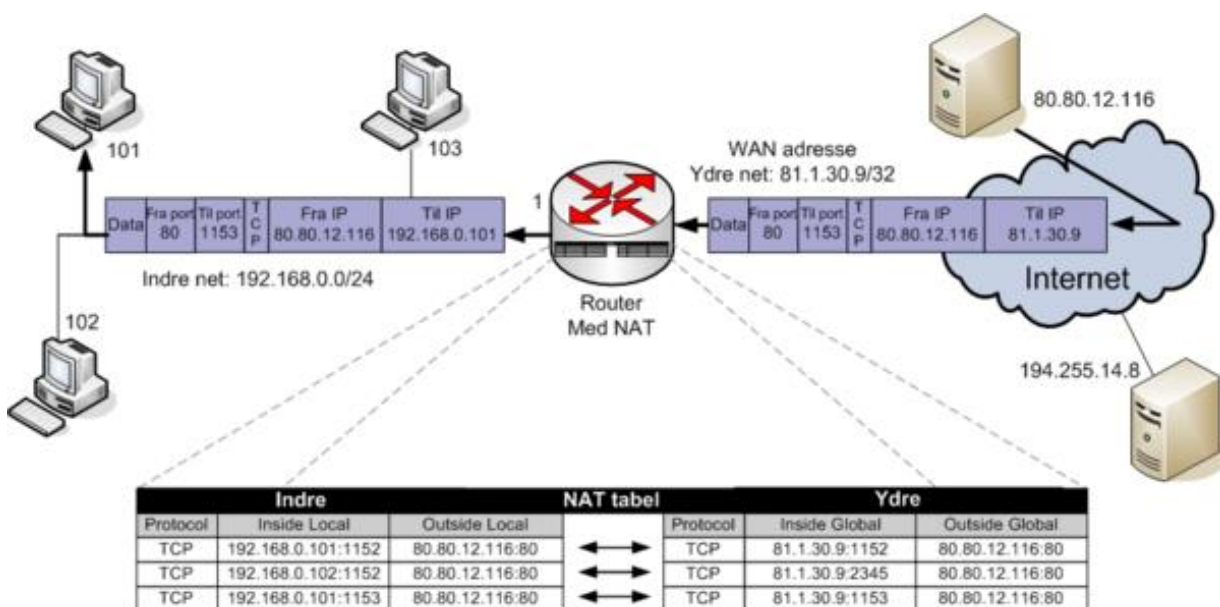 80.80.12.116
101
103
WAN adresse
Ydre net: 81.1.30.9/32
1
Data Fra port 80 Til port 1153 TCP Fra IP 80.80.12.116 Til IP 192.168.0.101
Data Fra port 80 Til port 1153 TCP Fra IP 80.80.12.116 Til IP 81.1.30.9
Indre net: 192.168.0.0/24
Internet
Router
Med NAT
102
194.255.14.8
Indre NAT tabel Ydre
Protocol Inside Local Outside Local Protocol Inside Global Outside Global
TCP 192.168.0.101:1152 80.80.12.116:80 TCP 81.1.30.9:1152 80.80.12.116:80
TCP 192.168.0.102:1152 80.80.12.116:80 TCP 81.1.30.9:2345 80.80.12.116:80
TCP 192.168.0.101:1153 80.80.12.116:80 TCP 81.1.30.9:1153 80.80.12.116:80